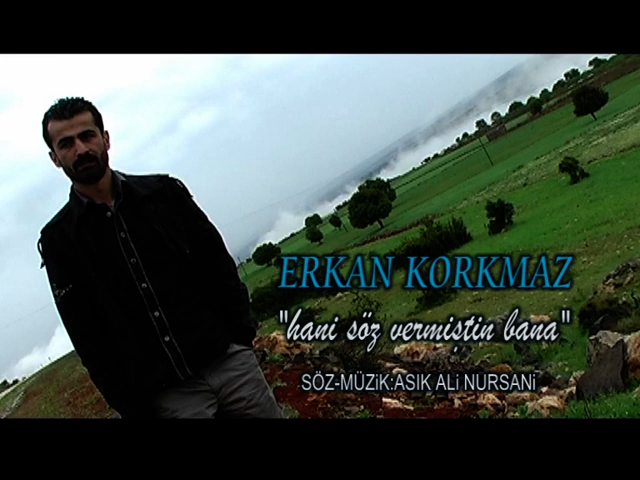 ERKAN KORKMAZ
"hani söz vermiştin bana"
SÖZ-MÜZiK:ASIK ALi NURSANi